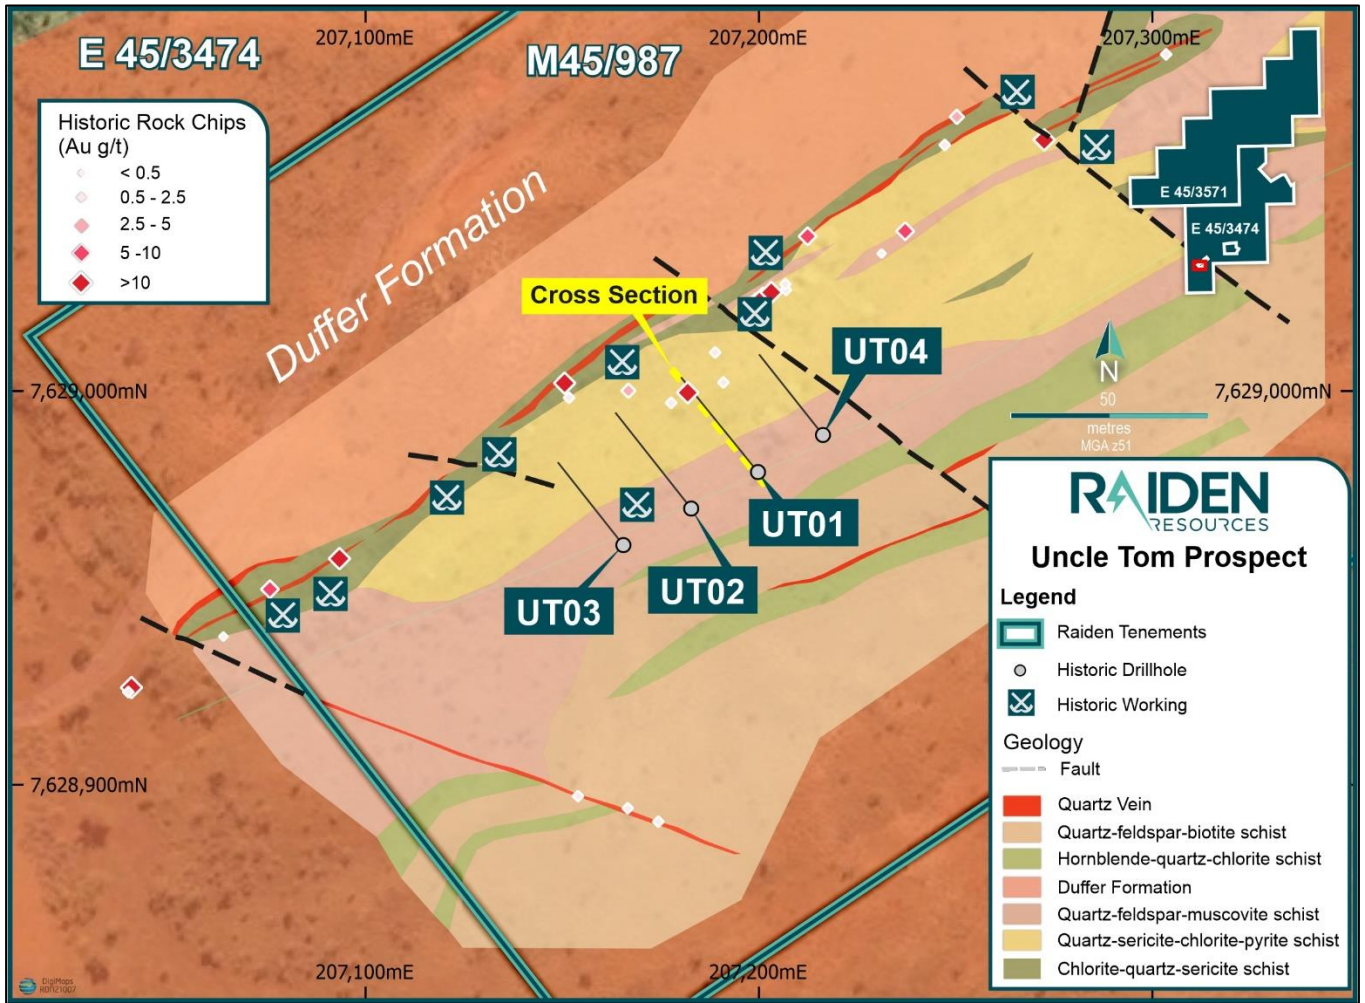 207,100mE
207,200mE
207,300mE
E 45/3474
M45/987
Historic Rock Chips
(Au g/t)
< 0.5
0.5 - 2.5
2.5 - 5
5 -10
>10
Duffer Formation
E 45/3571
E 45/3474
Cross Section
UT04
N
50
metres
MGA z51
7,629,000mN
7,629,000mN
UT01
UT02
UT03
RAIDEN
RESOURCES
Uncle Tom Prospect
Legend
Raiden Tenements
Historic Drillhole
Historic Working
Geology
Fault
Quartz Vein
Quartz-feldspar-biotite schist
Hornblende-quartz-chlorite schist
Duffer Formation
Quartz-feldspar-muscovite schist
Quartz-sericite-chlorite-pyrite schist
Chlorite-quartz-sericite schist
7,628,900mN
207,100mE
207,200mE
DigiMaps
RDN21007